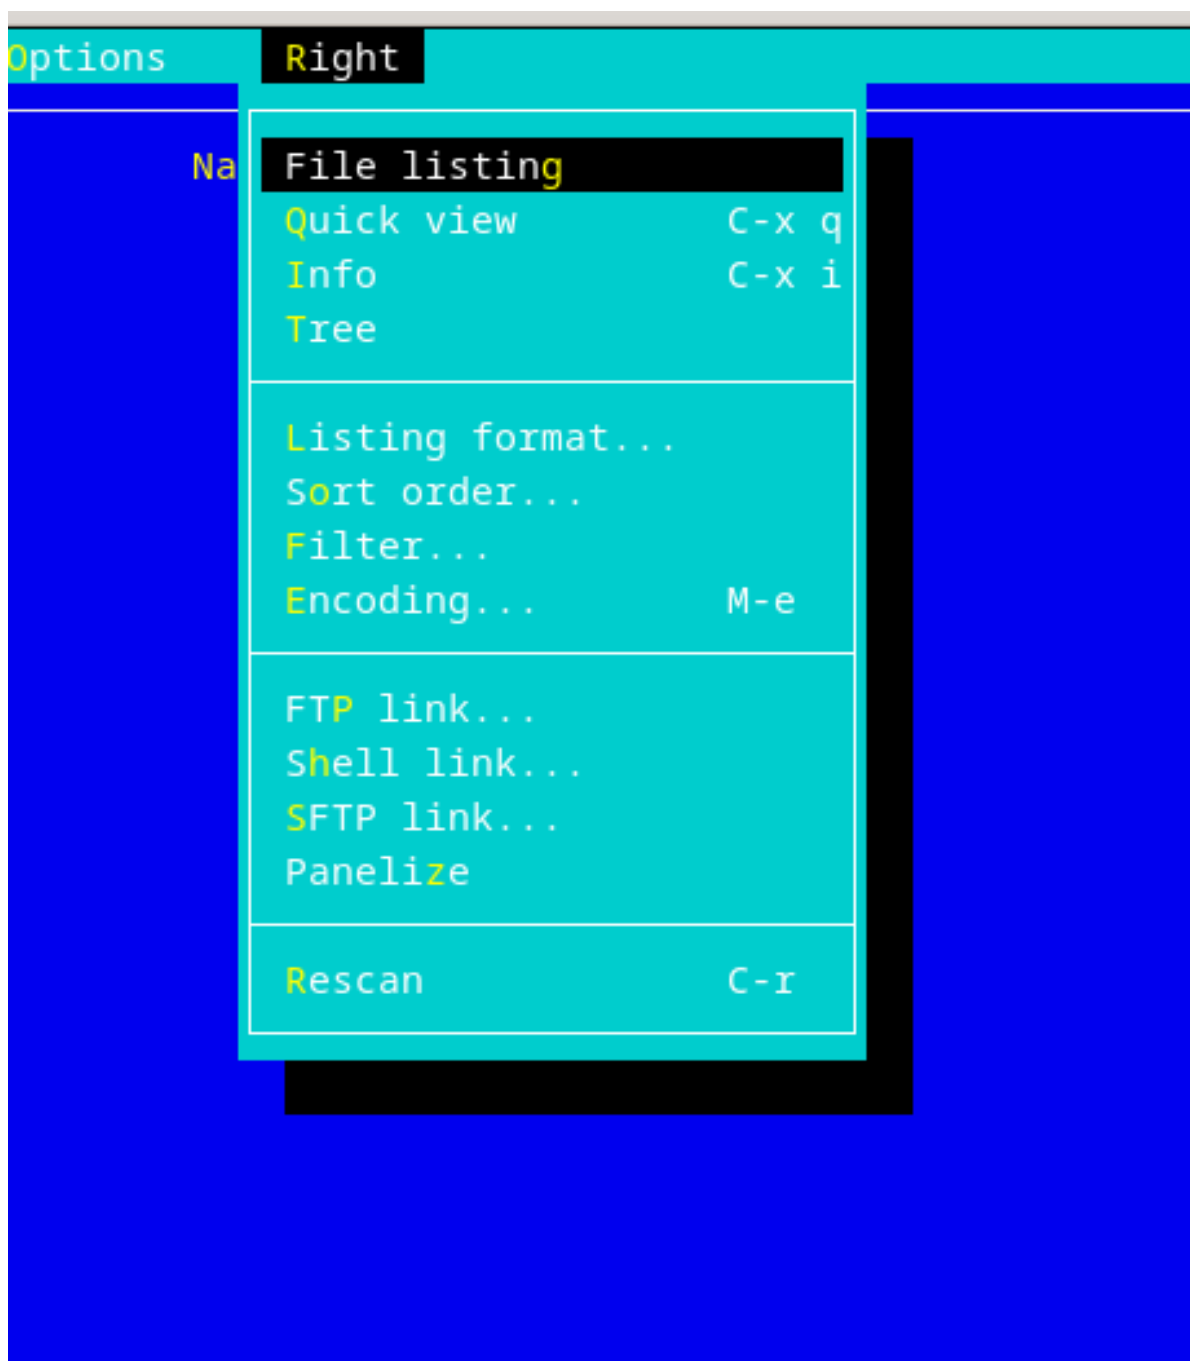 Options Right
Na
File listing
Quick view C-x q
Info C-x i
Tree
Listing format...
Sort order...
Filter...
Encoding... M-e
FTP link...
Shell link...
SFTP link...
Panelize
Rescan C-r